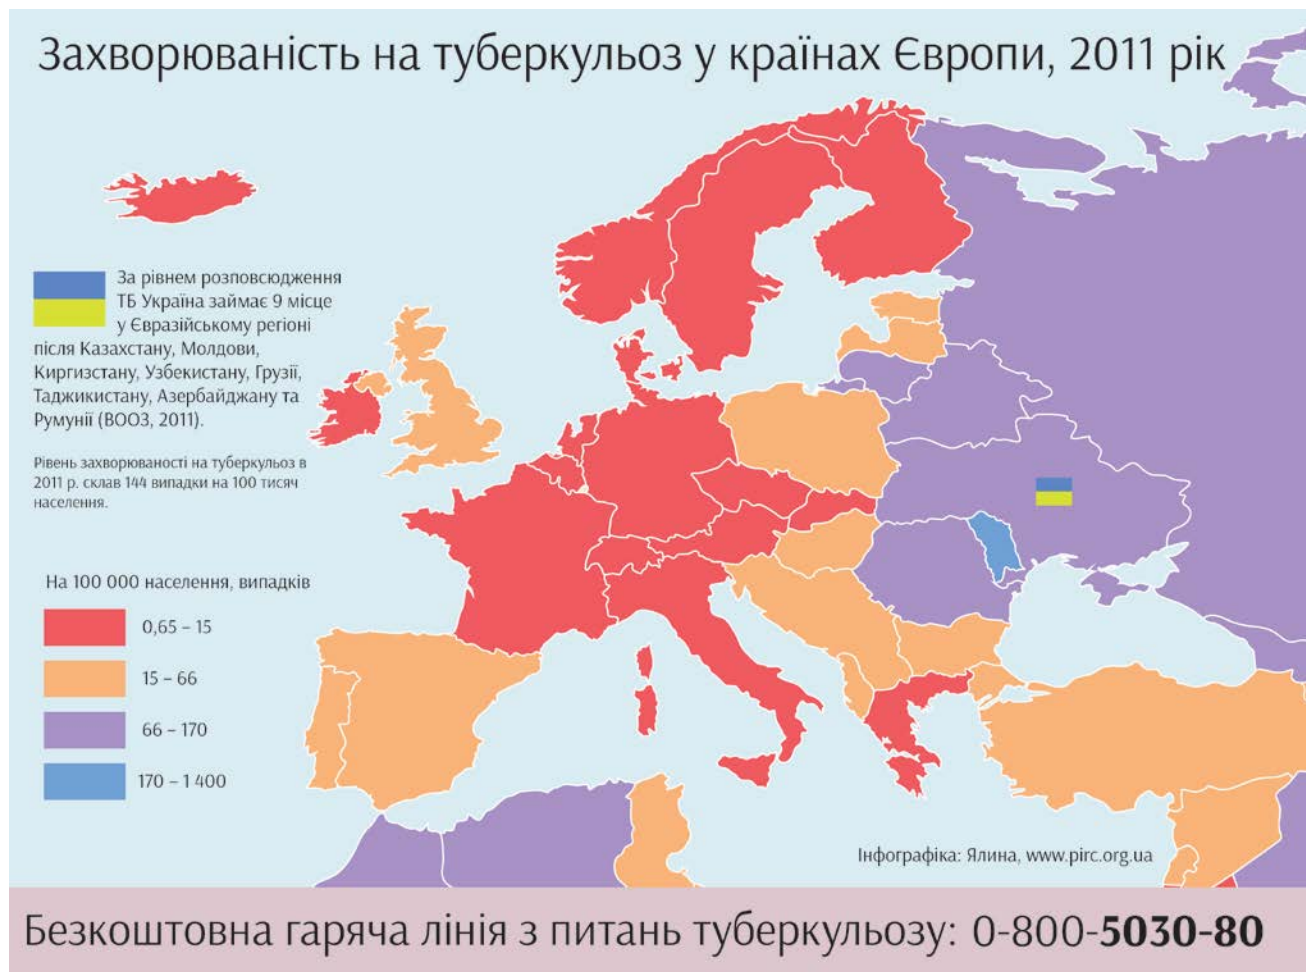 Захворюваність на туберкульоз у країнах Європи, 2011 рік
За рівнем розповсюдження
ТБ Україна займає 9 місце
у Євразійському регіоні
після Казахстану, Молдови,
Киргизстану, Узбекистану, Грузії,
Таджикистану, Азербайджану та
Румунії (ВООЗ, 2011).
Рівень захворюваності на туберкульоз в
2011 р. склав 144 випадки на 100 тисяч
населення.
На 100 000 населення, випадків
0,65 – 15
15 – 66
66 – 170
170 – 1 400
Інфографіка: Ялина, www.pirc.org.ua
Безкоштовна гаряча лінія з питань туберкульозу: 0-800-5030-80